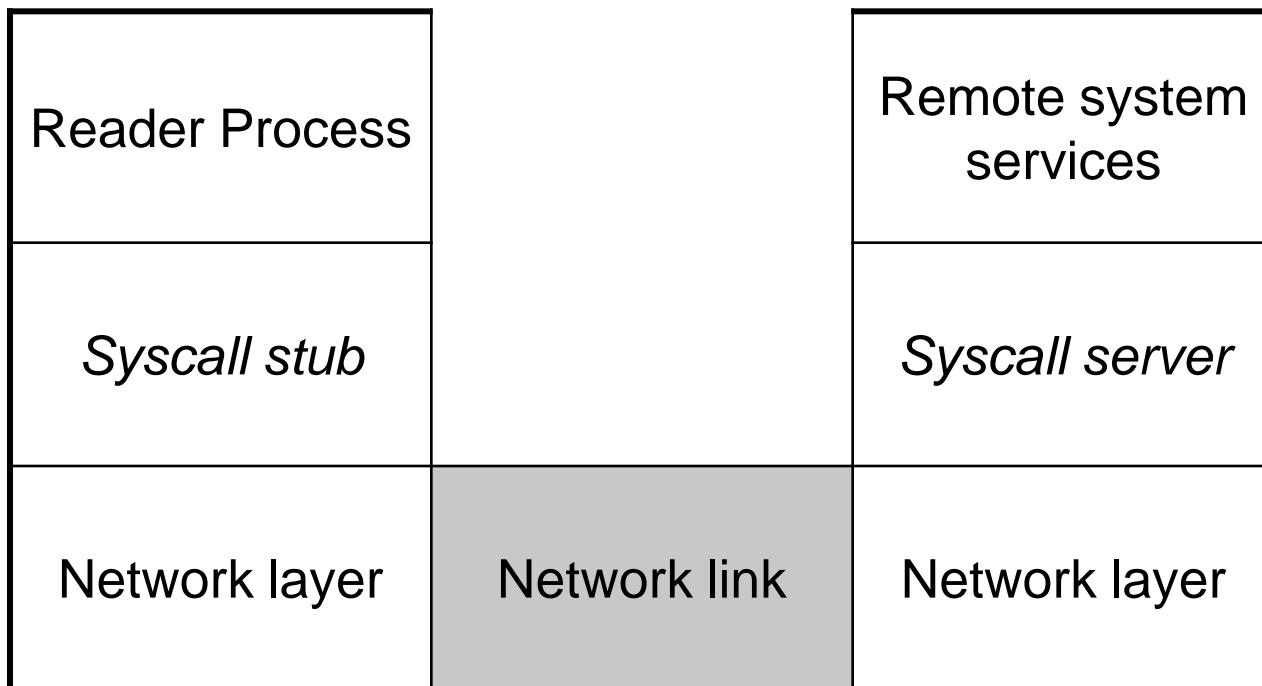 Reader Process
Remote system
services
Syscall stub
Syscall server
Network layer
Network link
Network layer